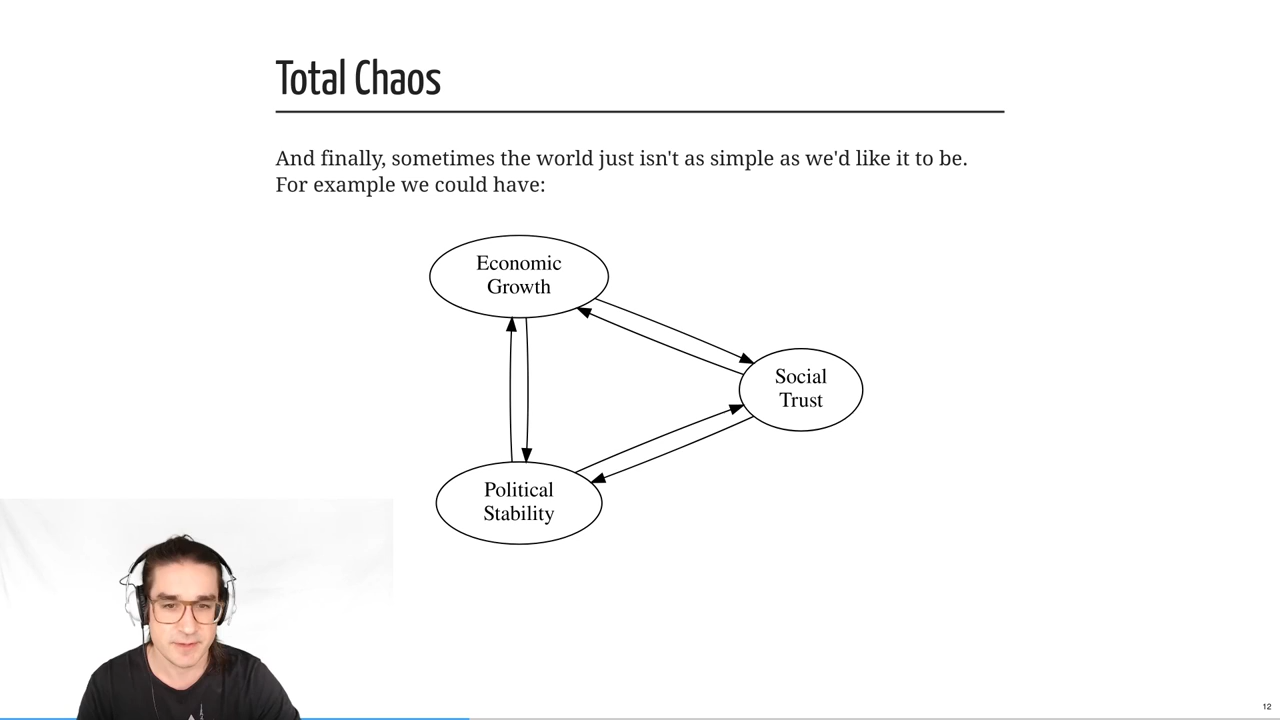 Total Chaos
And finally, sometimes the world just isn't as simple as we'd like it to be.
For example we could have:
Economic
Growth
Social
Trust
Political
Stability
12